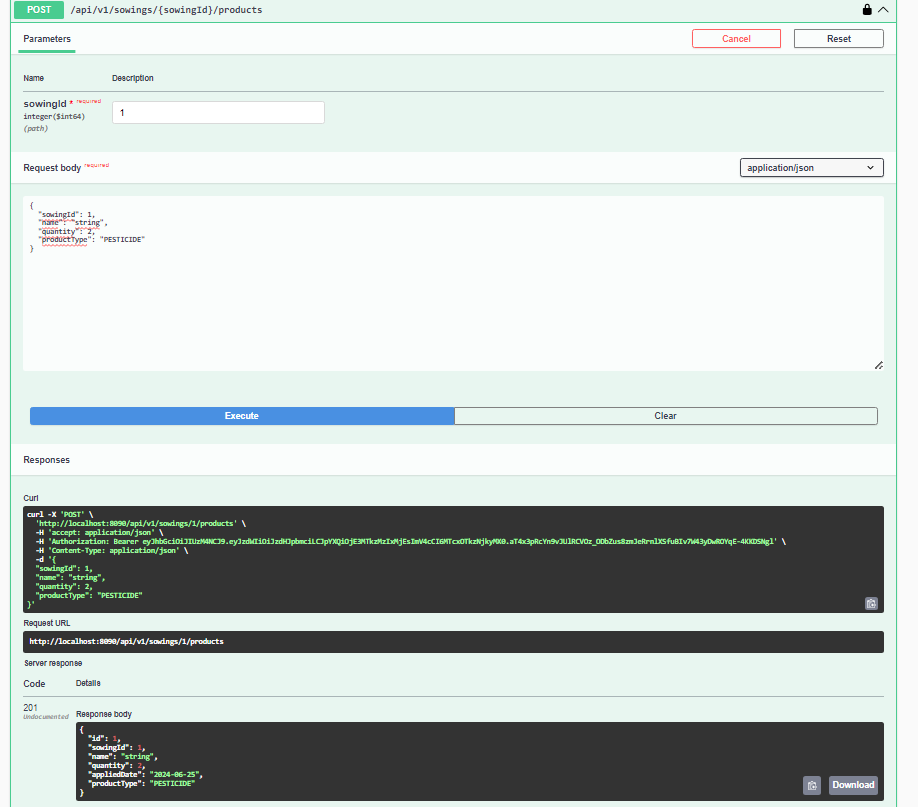 POST /api/v1/sowings/{sowingId}/products
Parameters
Cancel
Reset
Name Description
sowingId * required
integer($int64)
(path)
1
Request body required
application/json
{
"sowingId": 1,
"name": "string",
"quantity": 2,
"productType": "PESTICIDE"
}
Execute
Clear
Responses
Curl
curl -X 'POST' \
'http://localhost:8090/api/v1/sowings/1/products' \
-H 'accept: application/json' \
-H 'Authorization: Bearer
-H 'Content-Type: application/json' \
-d '{
"sowingId": 1,
"name": "string",
"quantity": 2,
"productType": "PESTICIDE"
}'
Request URL
http://localhost:8090/api/v1/sowings/1/products
Server response
Code Details
201
Undocumented
Response body
{
"id": 1,
"sowingId": 1,
"name": "string",
"quantity": 2,
"appliedDate": "2024-06-25",
"productType": "PESTICIDE"
}
Download